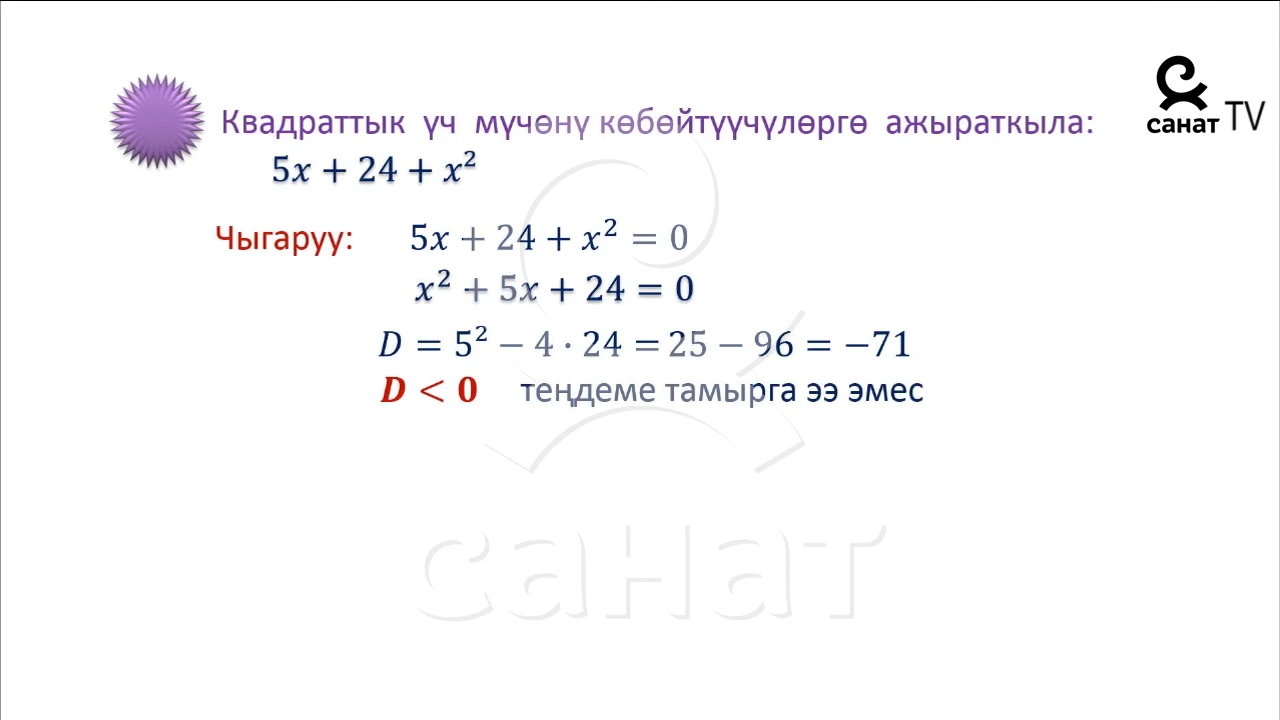 Квадраттык үч мүчөнү көбөйтүүчүлөргө ажыраткыла:
5x + 24 + x²
Чыгаруу: 5x + 24 + x² = 0
x² + 5x + 24 = 0
D = 5² − 4 · 24 = 25 − 96 = −71
D < 0 теңдеме тамырга ээ эмес
санат TV
санат